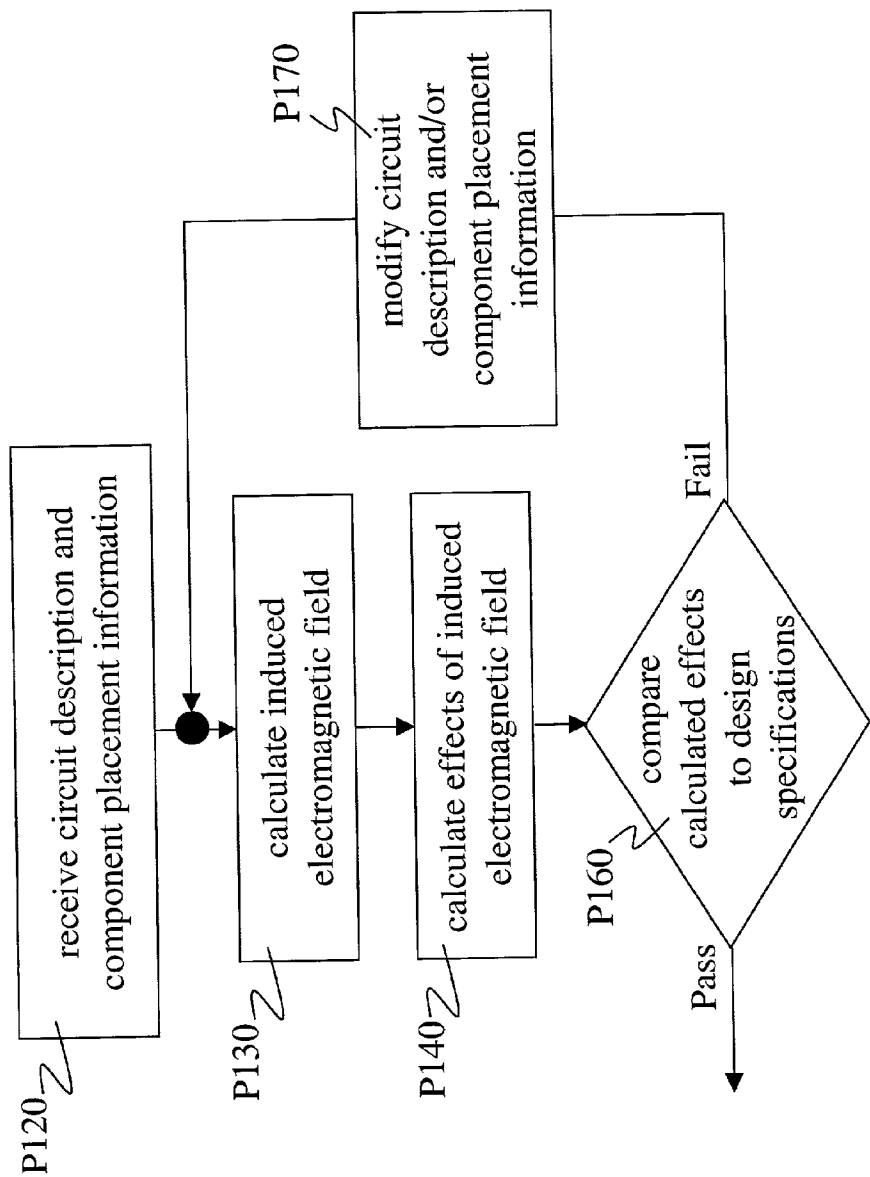 P120
receive circuit description and
component placement information
P130
calculate induced
electromagnetic field
P140
calculate effects of induced
electromagnetic field
P160
compare
calculated effects
to design
specifications
Pass
Fail
P170
modify circuit
description and/or
component placement
information